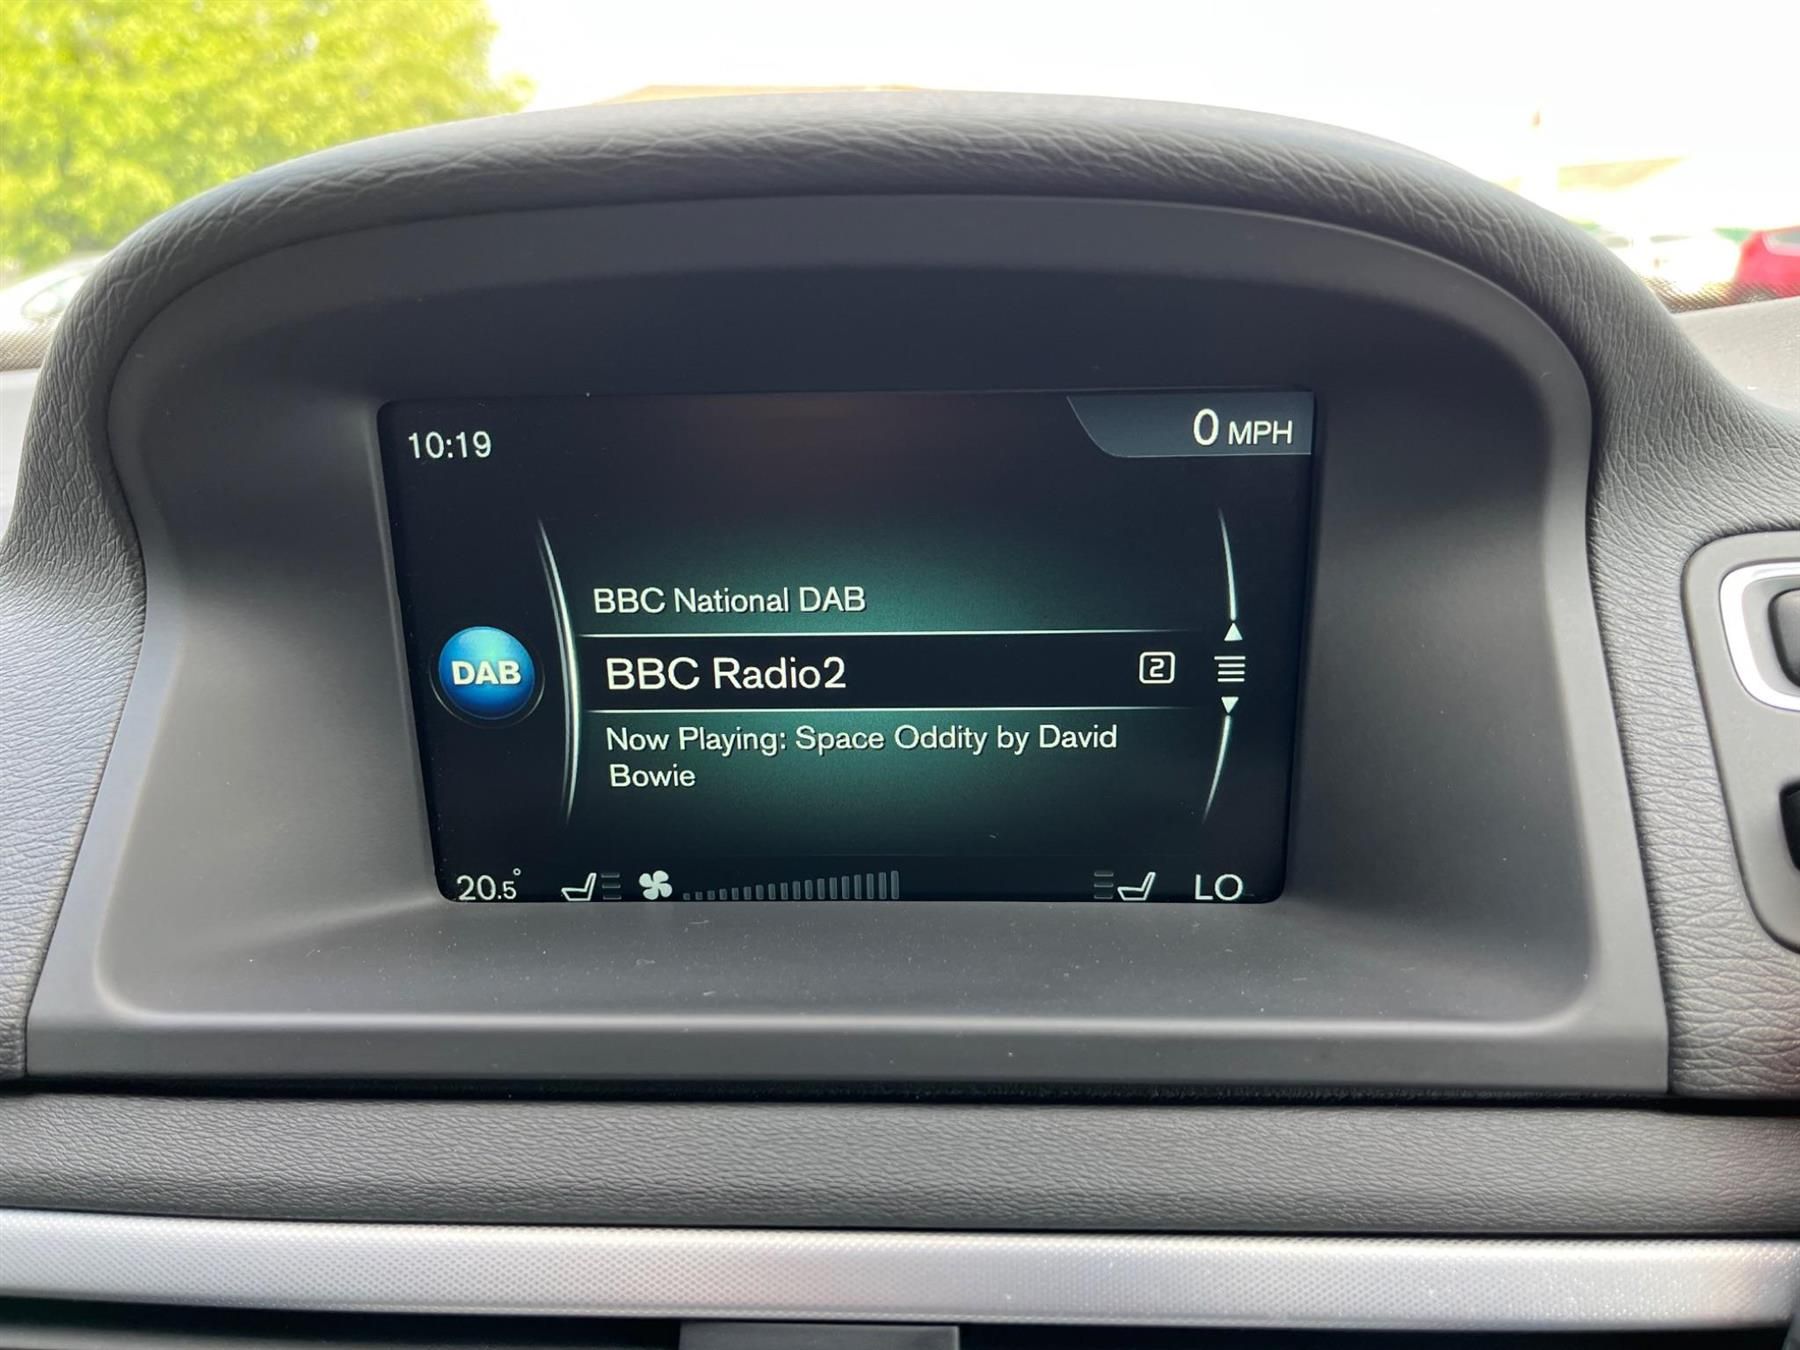 10:19
0 MPH
BBC National DAB
DAB
BBC Radio2
2
Now Playing: Space Oddity by David
Bowie
20.5°
LO